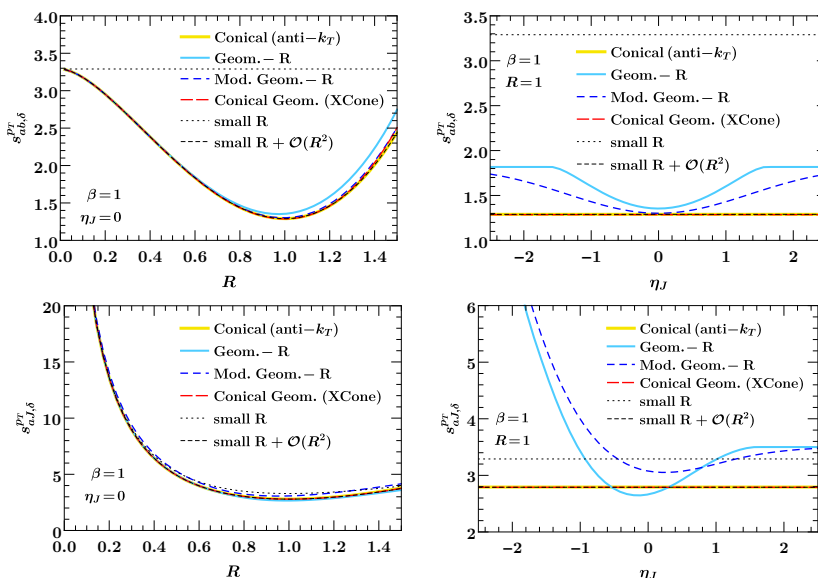 4.0
3.5
3.0
2.5
2.0
1.5
1.0
s^{p_T}_{ab,δ}
Conical (anti−k_T)
Geom.− R
Mod. Geom.− R
Conical Geom. (XCone)
small R
small R + O(R²)
β=1
η_J=0
0.0 0.2 0.4 0.6 0.8 1.0 1.2 1.4
R
3.5
3.0
2.5
2.0
1.5
1.0
s^{p_T}_{ab,δ}
β=1
R=1
Conical (anti−k_T)
Geom.− R
Mod. Geom.− R
Conical Geom. (XCone)
small R
small R + O(R²)
−2 −1 0 1 2
η_J
20
15
10
5
0
s^{p_T}_{aJ,δ}
Conical (anti−k_T)
Geom.− R
Mod. Geom.− R
Conical Geom. (XCone)
small R
small R + O(R²)
β=1
η_J=0
0.0 0.2 0.4 0.6 0.8 1.0 1.2 1.4
R
6
5
4
3
2
s^{p_T}_{aJ,δ}
Conical (anti−k_T)
Geom.− R
Mod. Geom.− R
Conical Geom. (XCone)
small R
small R + O(R²)
β=1
R=1
−2 −1 0 1 2
η_J